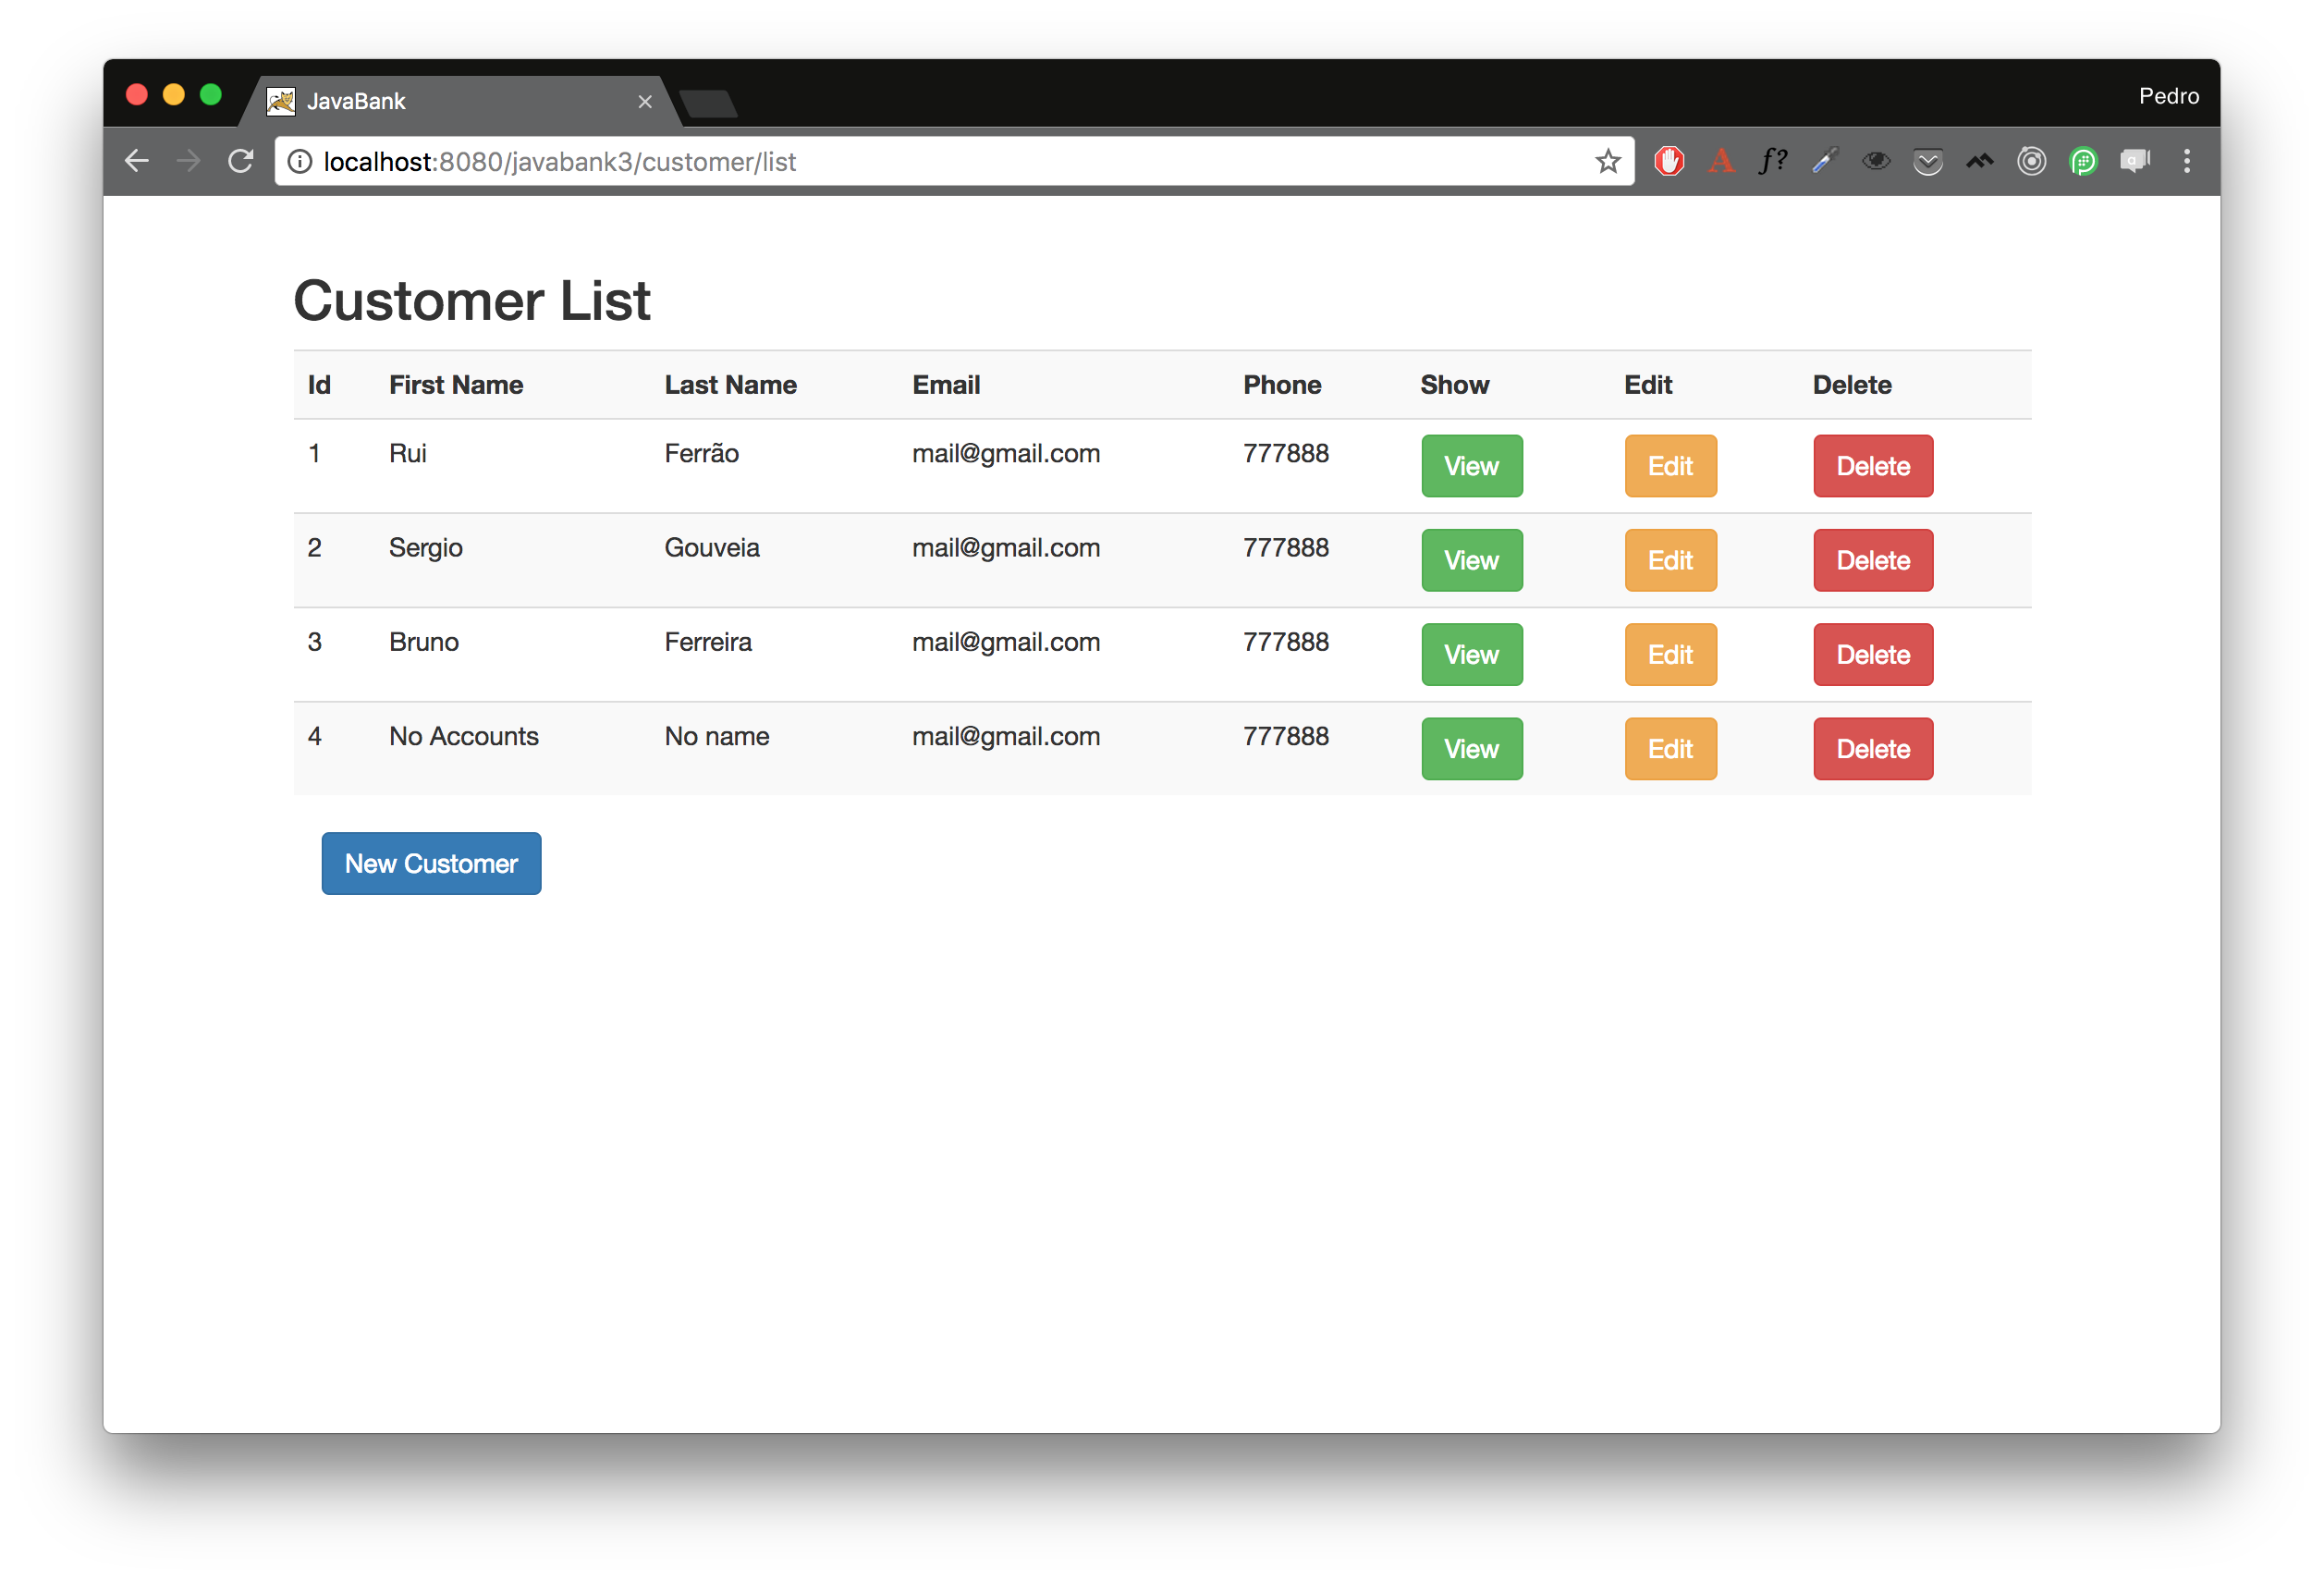 JavaBank
Pedro
localhost:8080/javabank3/customer/list
Customer List
Id First Name Last Name Email Phone Show Edit Delete
1 Rui Ferrão mail@gmail.com 777888 View Edit Delete
2 Sergio Gouveia mail@gmail.com 777888 View Edit Delete
3 Bruno Ferreira mail@gmail.com 777888 View Edit Delete
4 No Accounts No name mail@gmail.com 777888 View Edit Delete
New Customer